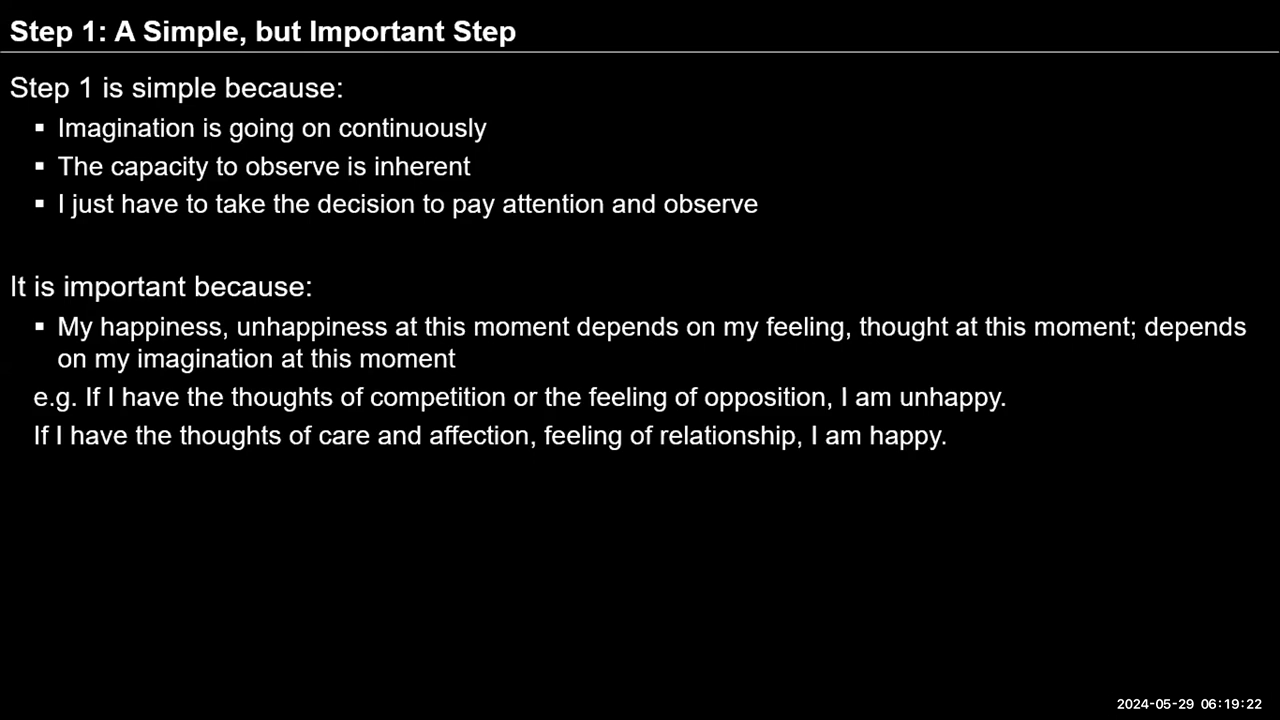 Step 1: A Simple, but Important Step
Step 1 is simple because:
▪ Imagination is going on continuously
▪ The capacity to observe is inherent
▪ I just have to take the decision to pay attention and observe
It is important because:
▪ My happiness, unhappiness at this moment depends on my feeling, thought at this moment; depends
on my imagination at this moment
e.g. If I have the thoughts of competition or the feeling of opposition, I am unhappy.
If I have the thoughts of care and affection, feeling of relationship, I am happy.
2024-05-29 06:19:22